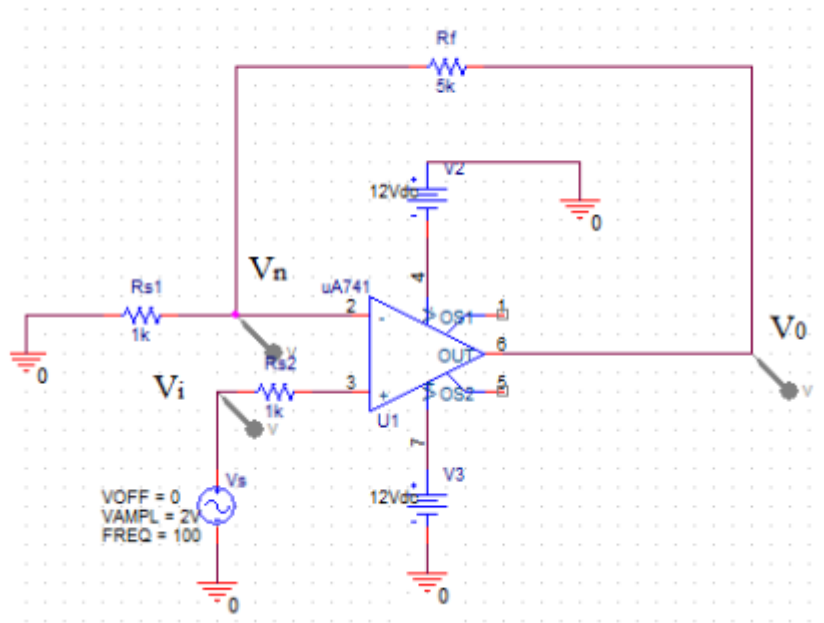 Rf
5k
V2
12Vdc
0
4
Rs1
1k
0
Vn
uA741
2
-
OS1
1
V
OUT
6
V0
V
Vi
Rs2
1k
3
+
OS2
5
V
U1
7
V3
12Vdc
0
Vs
VOFF = 0
VAMPL = 2V
FREQ = 100
0